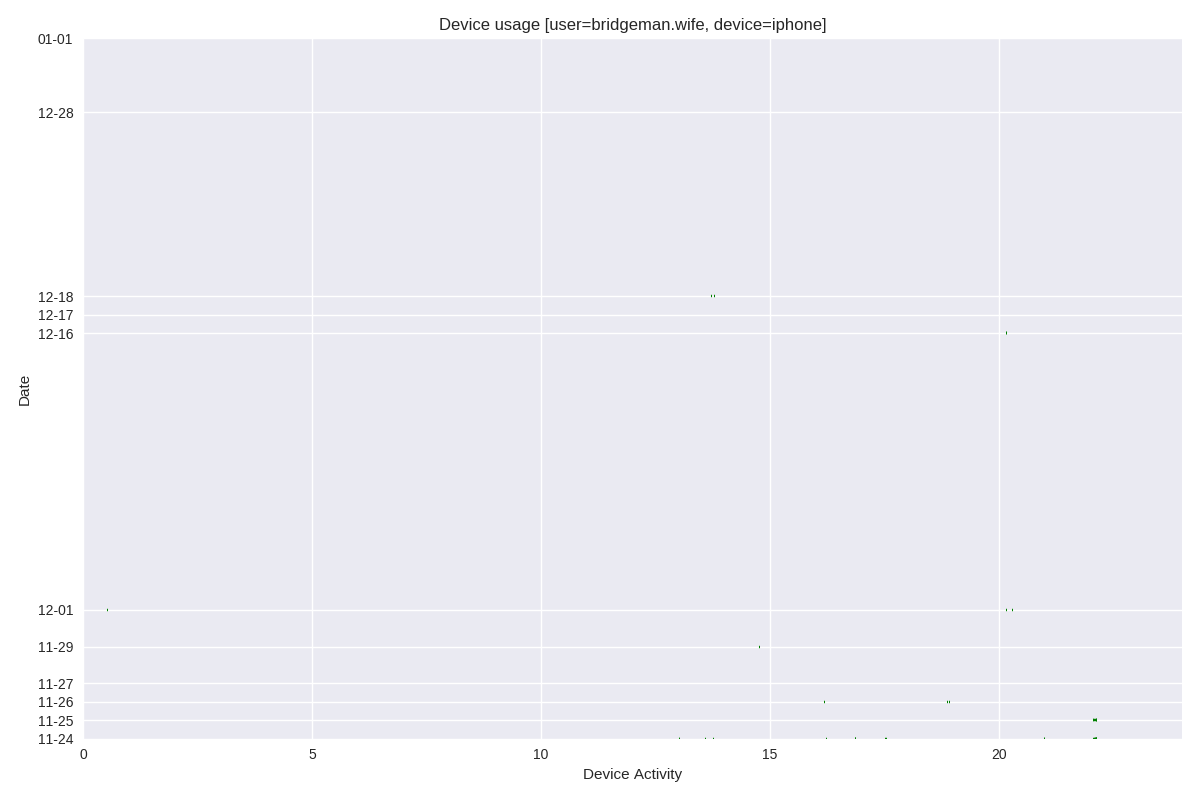 Device usage [user=bridgeman.wife, device=iphone]
01-01
12-28
12-18
12-17
12-16
Date
12-01
11-29
11-27
11-26
11-25
11-24
0 5 10 15 20
Device Activity